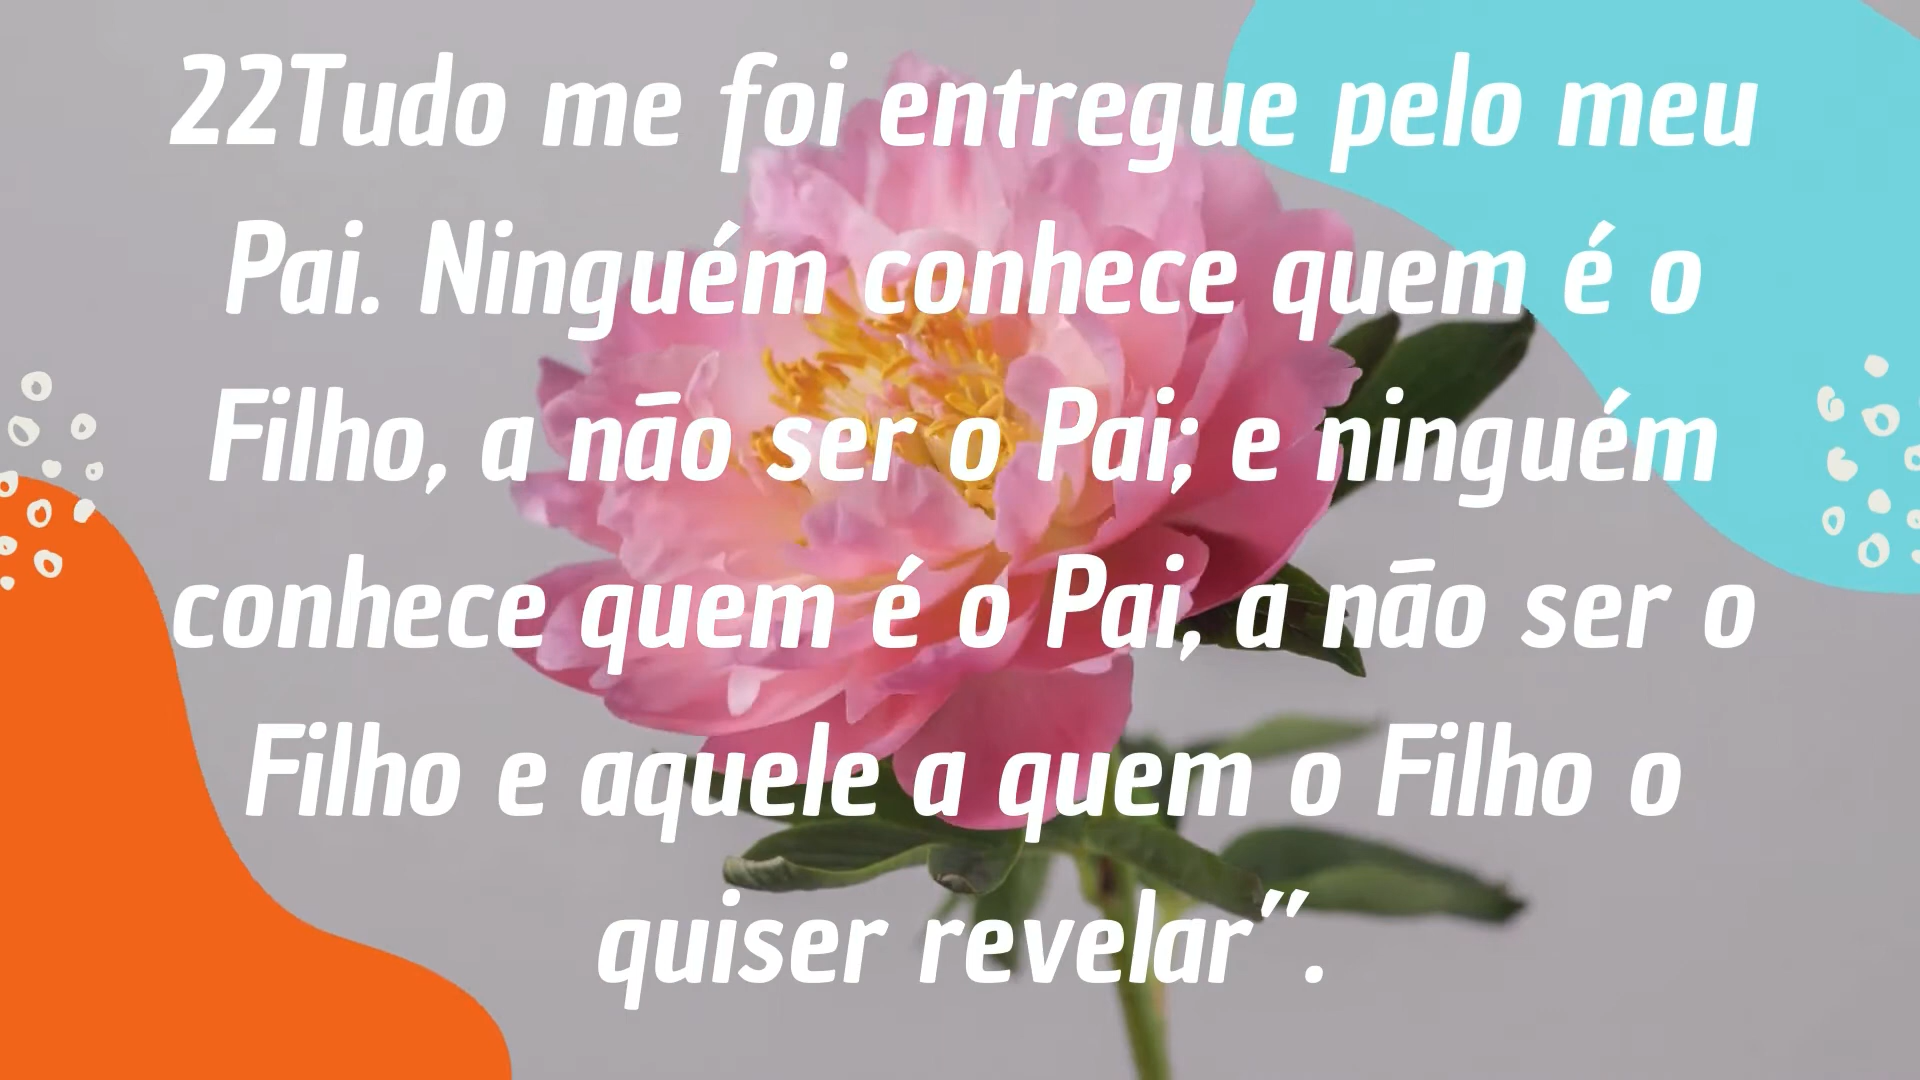 22Tudo me foi entregue pelo meu
Pai. Ninguém conhece quem é o
Filho, a não ser o Pai; e ninguém
conhece quem é o Pai, a não ser o
Filho e aquele a quem o Filho o
quiser revelar”.